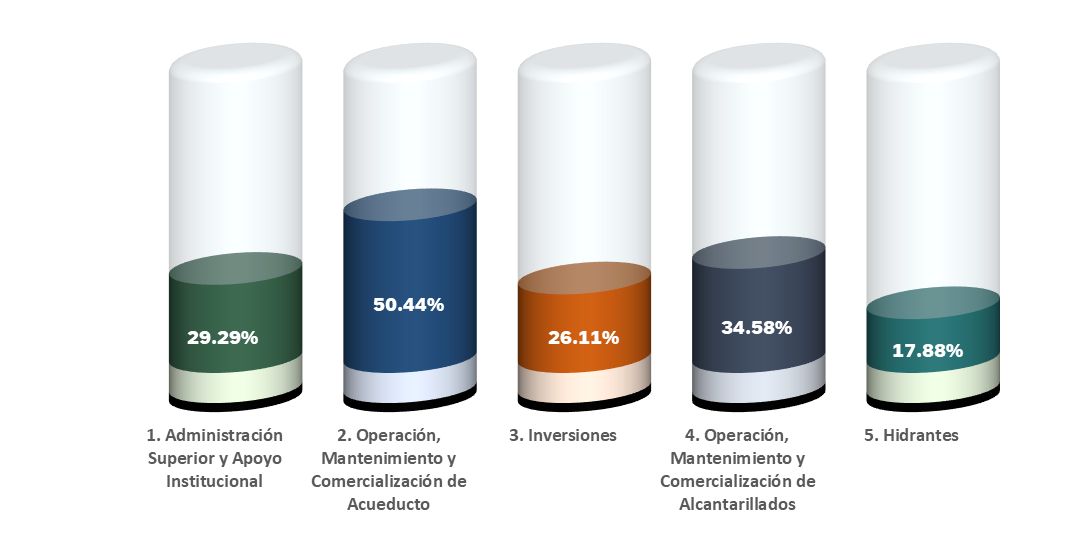 29.29%
50.44%
26.11%
34.58%
17.88%
1. Administración
Superior y Apoyo
Institucional
2. Operación,
Mantenimiento y
Comercialización de
Acueducto
3. Inversiones
4. Operación,
Mantenimiento y
Comercialización de
Alcantarillados
5. Hidrantes